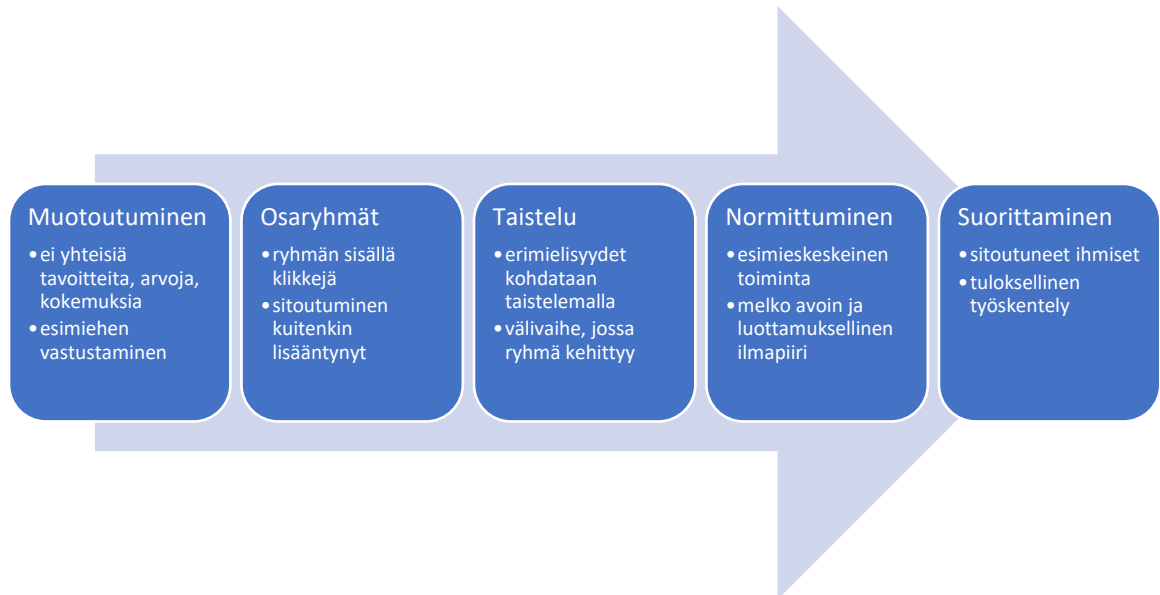 Muotoutuminen
•ei yhteisiä
tavoitteita, arvoja,
kokemuksia
•esimiehen
vastustaminen
Osaryhmät
•ryhmän sisällä
klikkejä
•sitoutuminen
kuitenkin
lisääntynyt
Taistelu
•erimielisyydet
kohdataan
taistelemalla
•välivaihe, jossa
ryhmä kehittyy
Normittuminen
•esimieskeskeinen
toiminta
•melko avoin ja
luottamuksellinen
ilmapiiri
Suorittaminen
•sitoutuneet ihmiset
•tuloksellinen
työskentely